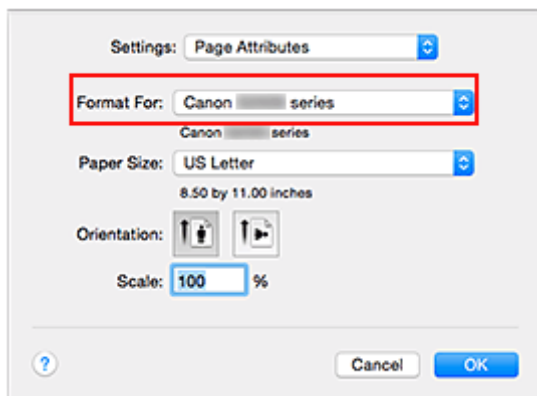 Settings: Page Attributes
Format For: Canon series
Canon series
Paper Size: US Letter
8.50 by 11.00 inches
Orientation:
Scale: 100 %
? Cancel OK